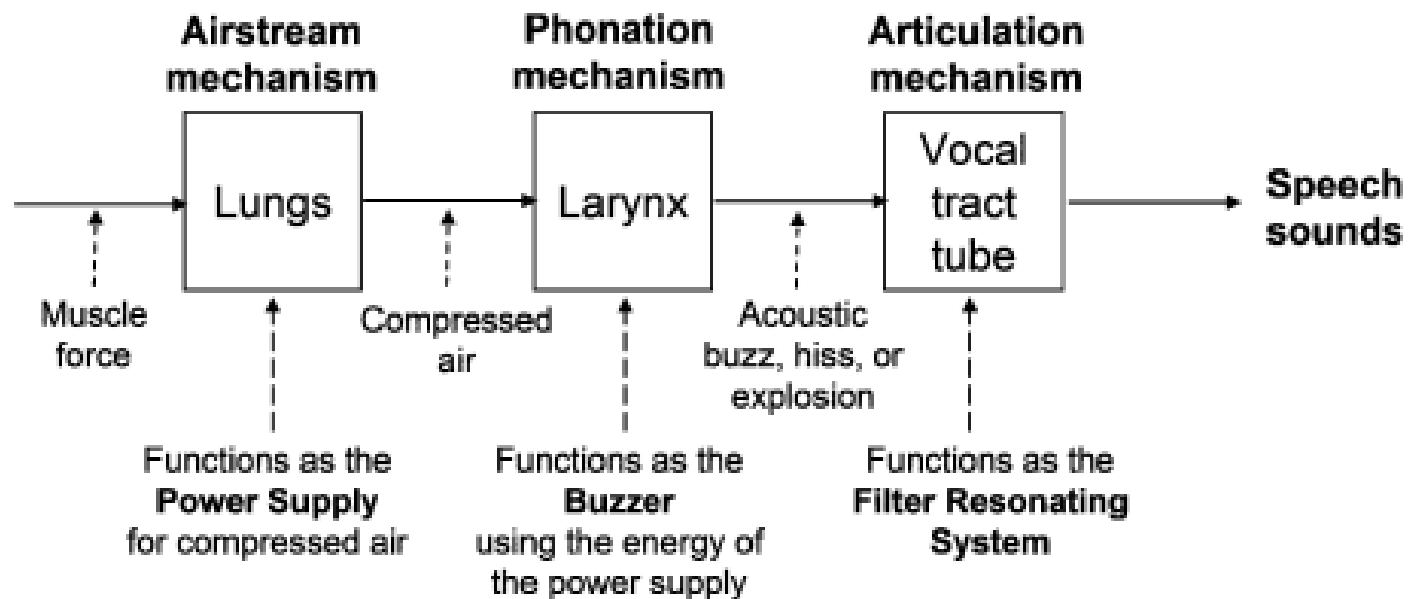 Airstream
mechanism
Phonation
mechanism
Articulation
mechanism
Lungs
Larynx
Vocal
tract
tube
Speech
sounds
Muscle
force
Compressed
air
Acoustic
buzz, hiss, or
explosion
Functions as the
Power Supply
for compressed air
Functions as the
Buzzer
using the energy of
the power supply
Functions as the
Filter Resonating
System